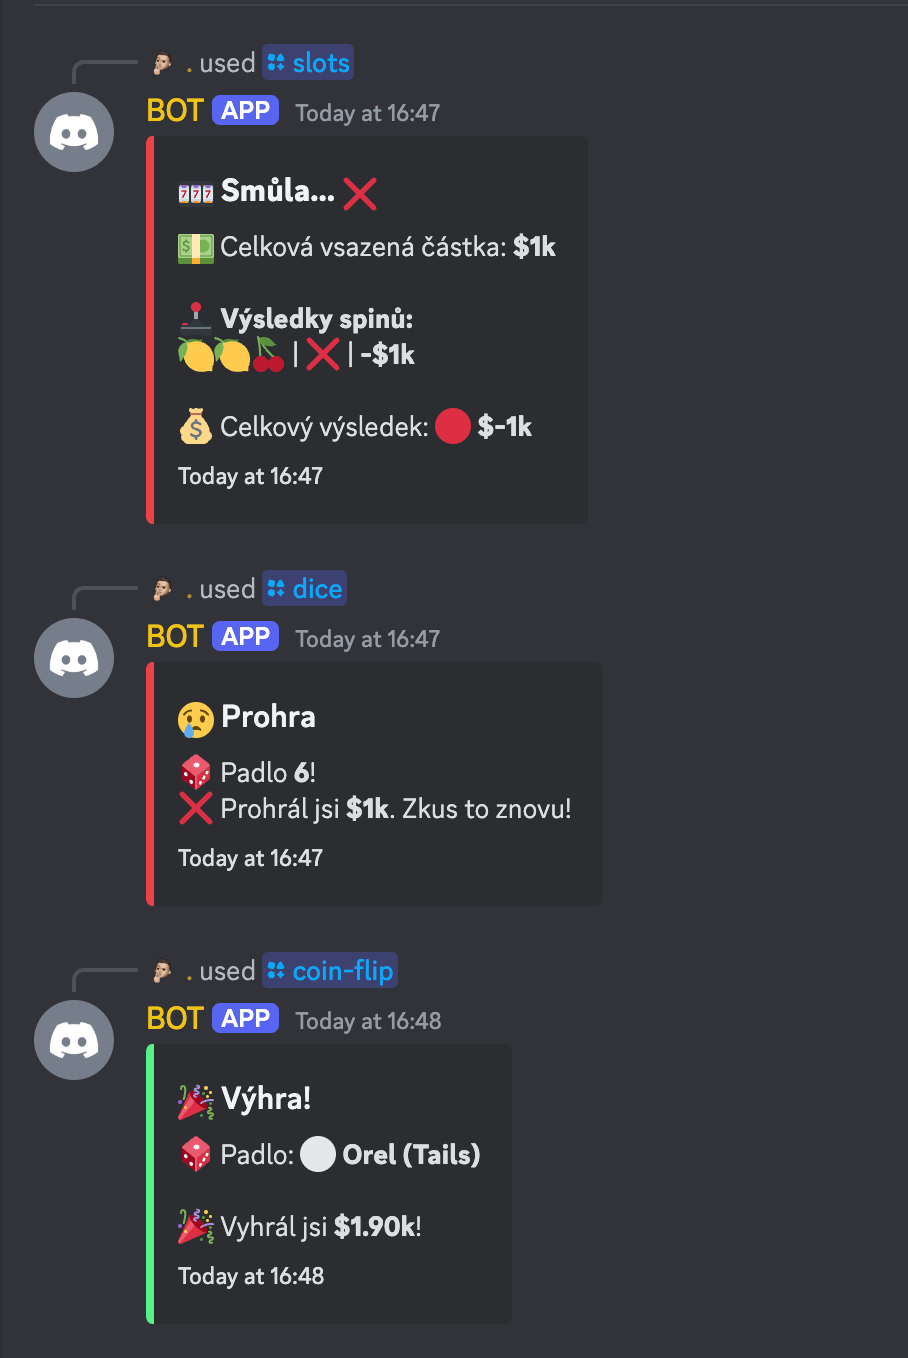 . used slots
BOT APP Today at 16:47
777 Smůla...
Celková vsazená částka: $1k
Výsledky spinů:
| | -$1k
Celkový výsledek: $-1k
Today at 16:47
. used dice
BOT APP Today at 16:47
Prohra
Padlo 6!
Prohrál jsi $1k. Zkus to znovu!
Today at 16:47
. used coin-flip
BOT APP Today at 16:48
Výhra!
Padlo: Orel (Tails)
Vyhrál jsi $1.90k!
Today at 16:48